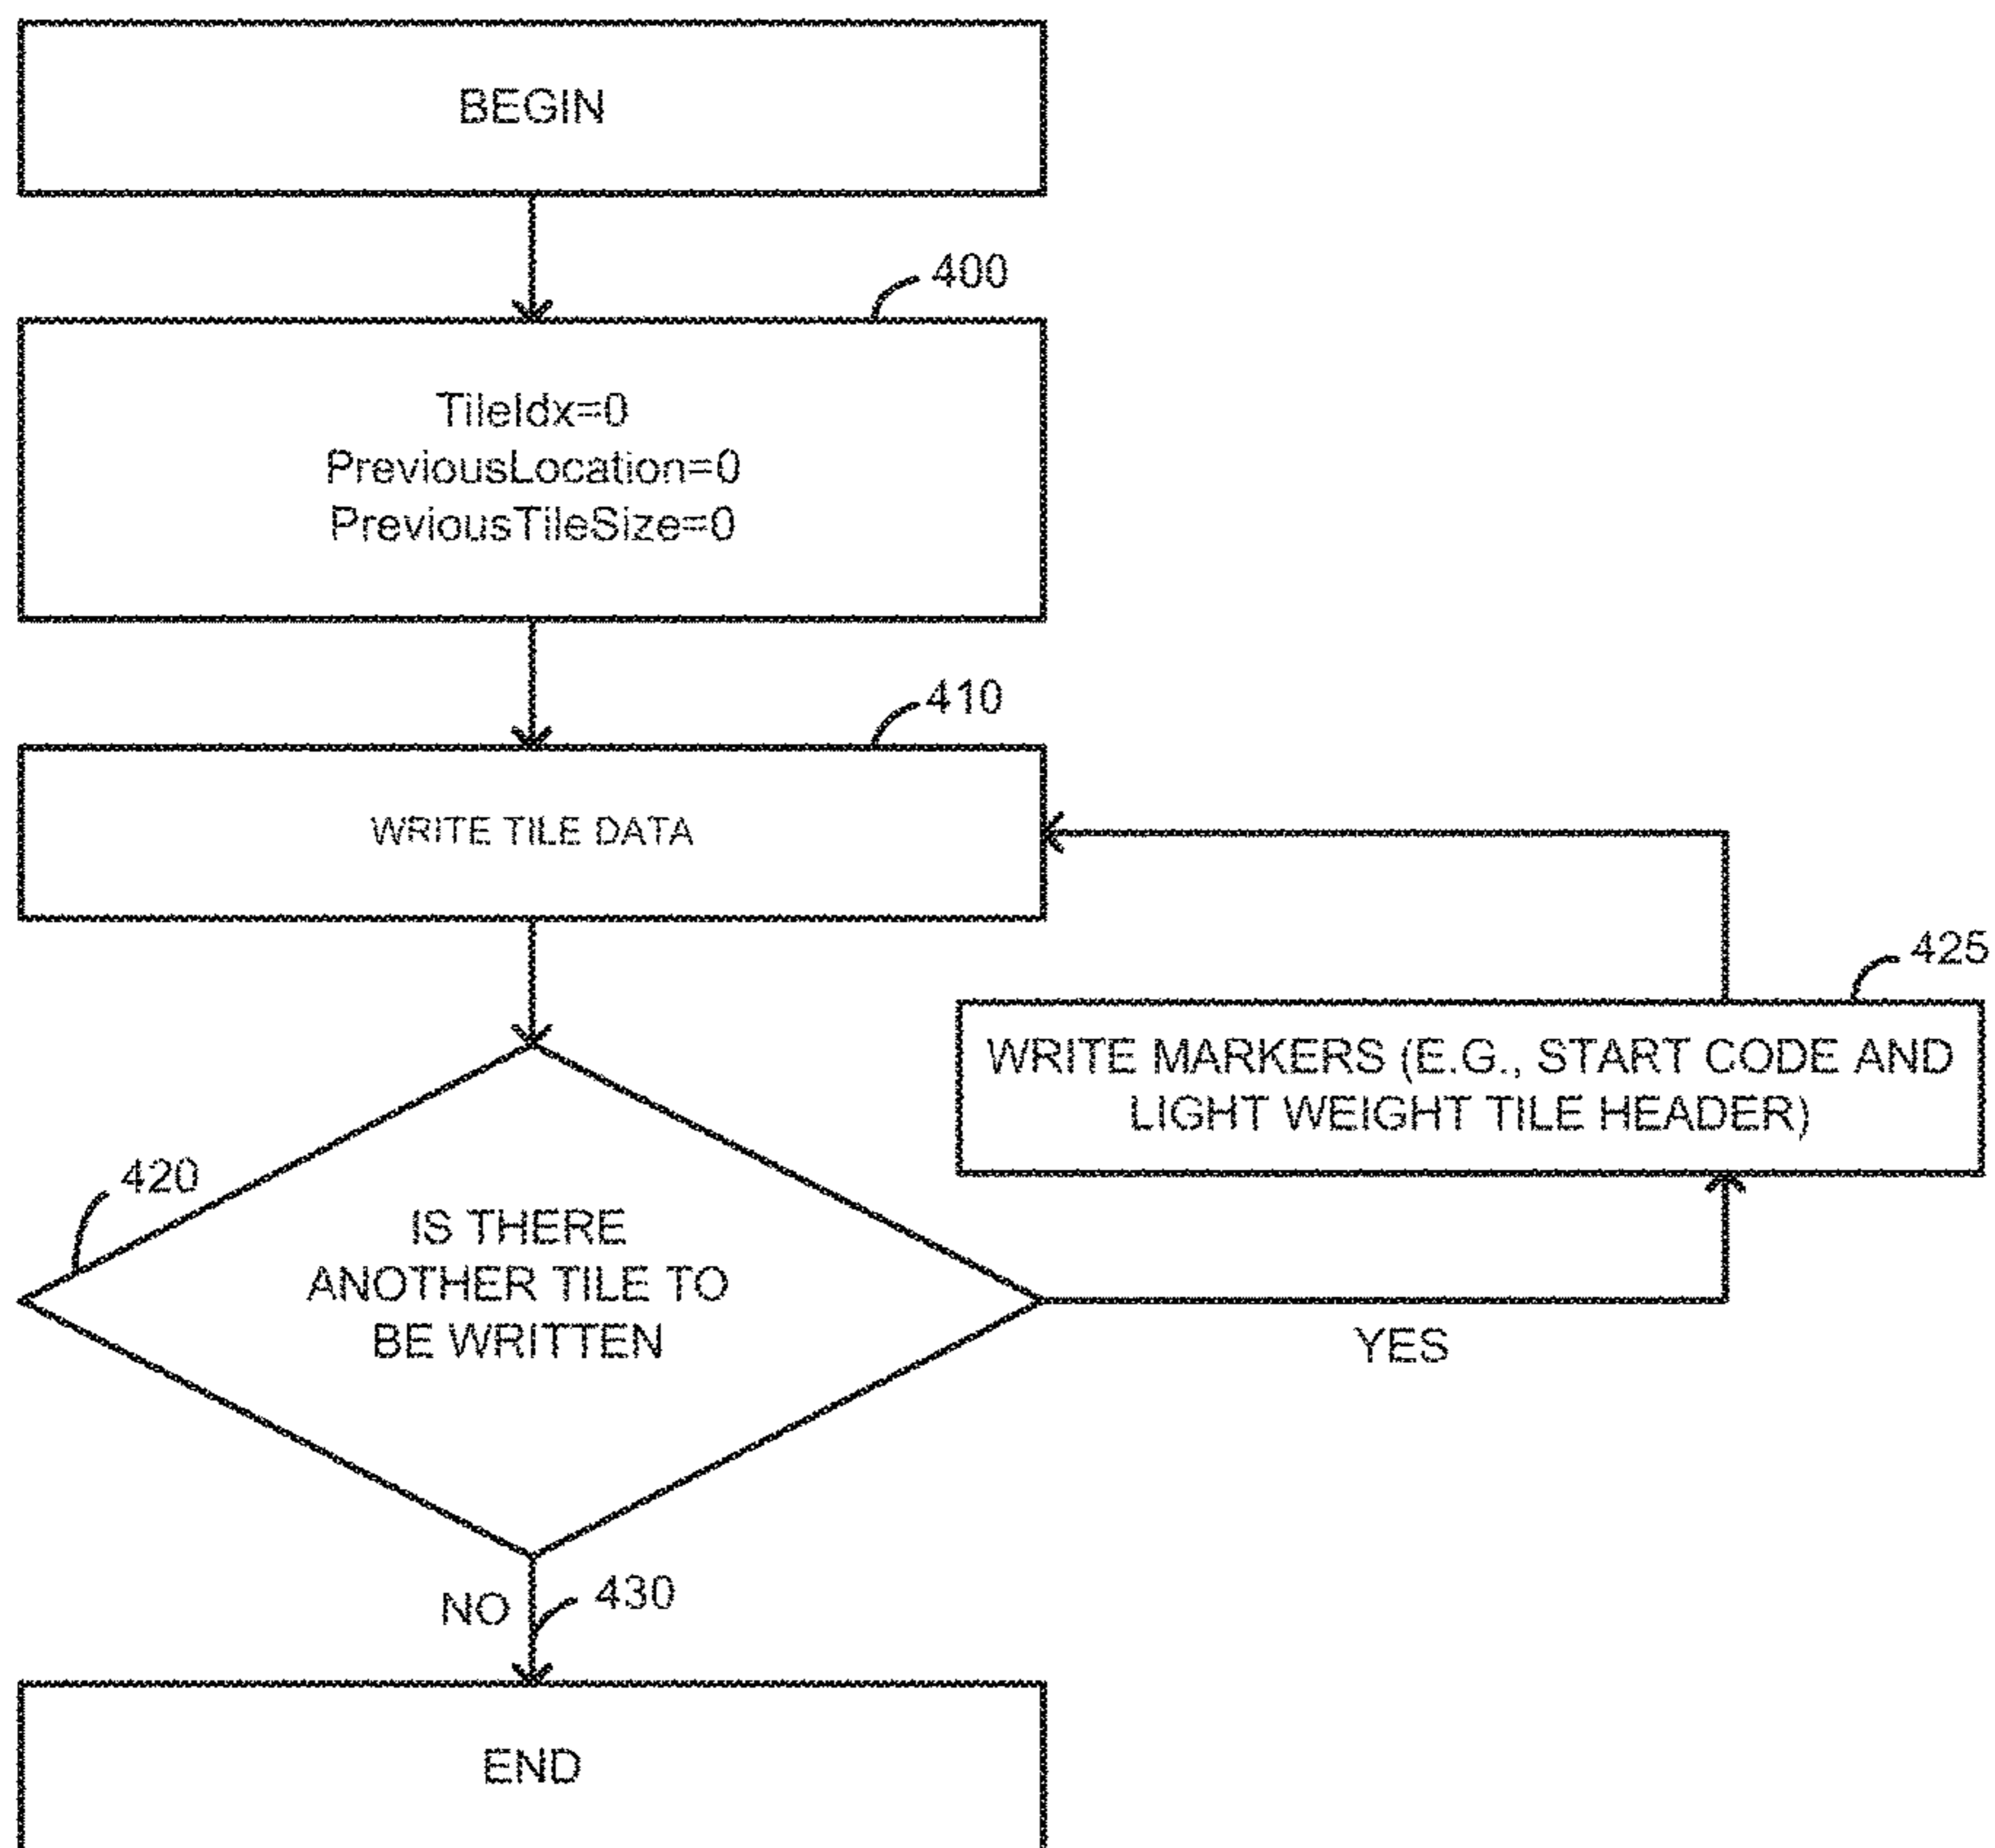 BEGIN
400
TileIdx=0
PreviousLocation=0
PreviousTileSize=0
410
WRITE TILE DATA
425
WRITE MARKERS (E.G., START CODE AND
LIGHT WEIGHT TILE HEADER)
420
IS THERE
ANOTHER TILE TO
BE WRITTEN
YES
NO
430
END